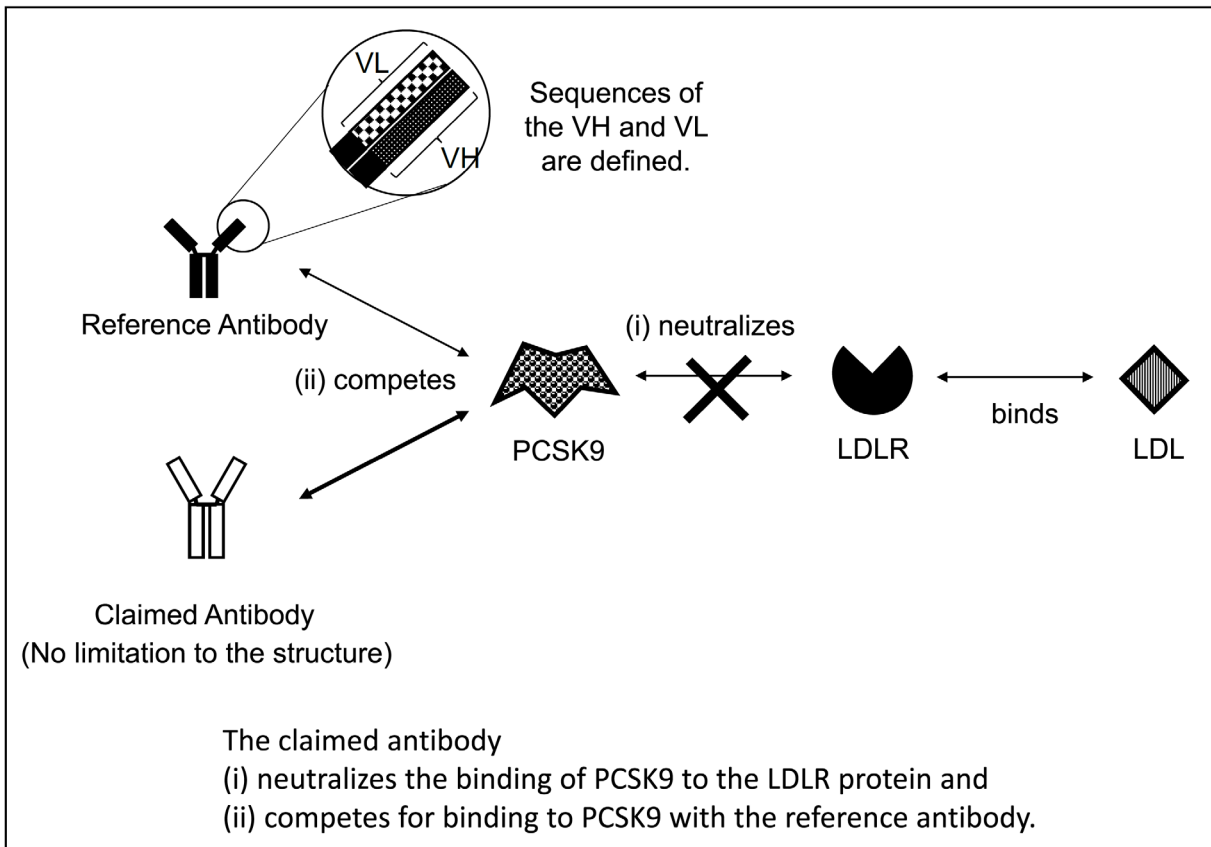 VL
VH
Sequences of
the VH and VL
are defined.
Reference Antibody
(i) neutralizes
(ii) competes
PCSK9
LDLR
binds
LDL
Claimed Antibody
(No limitation to the structure)
The claimed antibody
(i) neutralizes the binding of PCSK9 to the LDLR protein and
(ii) competes for binding to PCSK9 with the reference antibody.